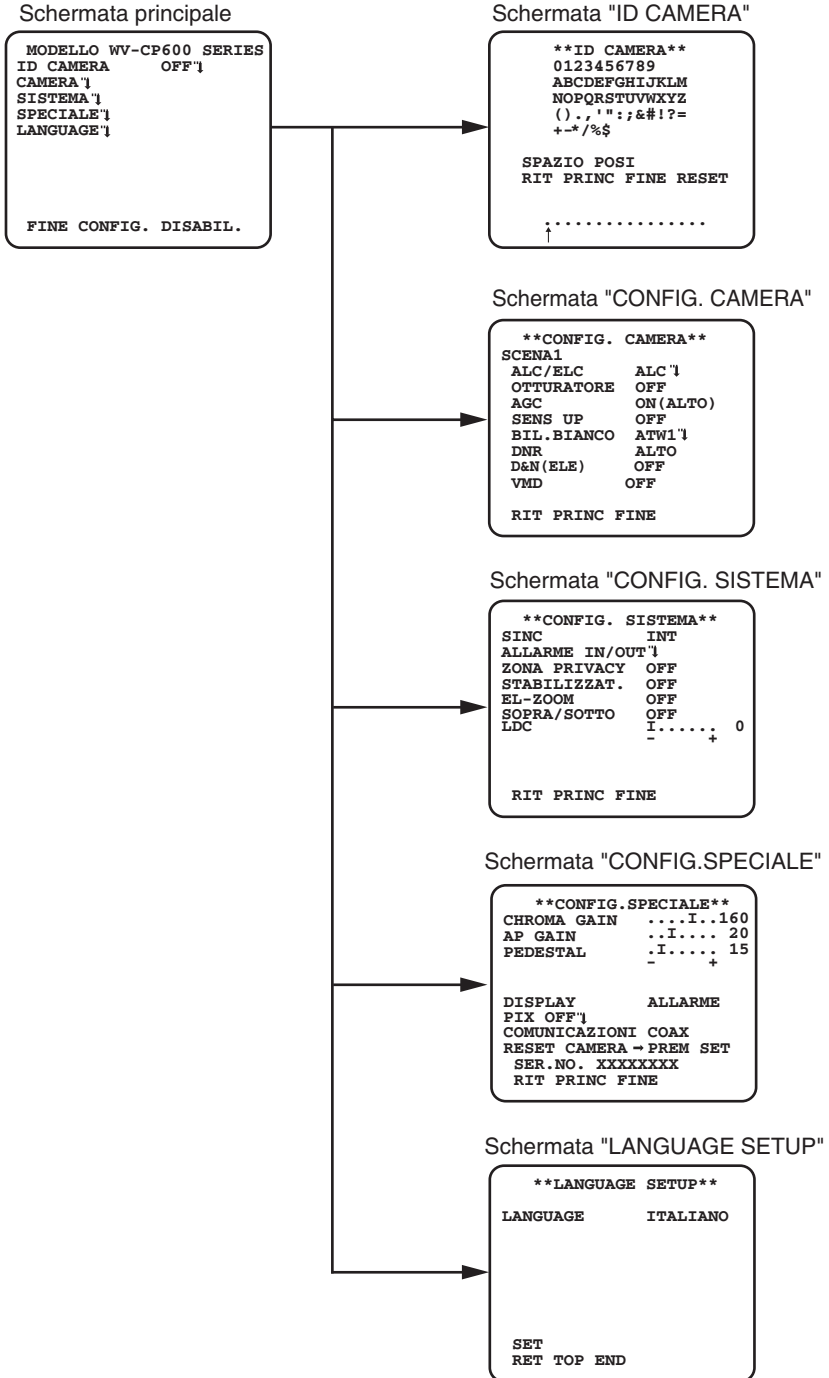 Schermata principale
MODELLO WV-CP600 SERIES
ID CAMERA OFF
CAMERA
SISTEMA
SPECIALE
LANGUAGE
FINE CONFIG. DISABIL.
Schermata "ID CAMERA"
**ID CAMERA**
0123456789
ABCDEFGHIJKLM
NOPQRSTUVWXYZ
().,'":;&#!?=
+-*/%$
SPAZIO POSI
RIT PRINC FINE RESET
................
↑
Schermata "CONFIG. CAMERA"
**CONFIG. CAMERA**
SCENA1
ALC/ELC ALC
OTTURATORE OFF
AGC ON(ALTO)
SENS UP OFF
BIL.BIANCO ATW1
DNR ALTO
D&N(ELE) OFF
VMD OFF
RIT PRINC FINE
Schermata "CONFIG. SISTEMA"
**CONFIG. SISTEMA**
SINC INT
ALLARME IN/OUT
ZONA PRIVACY OFF
STABILIZZAT. OFF
EL-ZOOM OFF
SOPRA/SOTTO OFF
LDC I...... 0
- +
RIT PRINC FINE
Schermata "CONFIG.SPECIALE"
**CONFIG.SPECIALE**
CHROMA GAIN ....I..160
AP GAIN ..I.... 20
PEDESTAL .I..... 15
- +
DISPLAY ALLARME
PIX OFF
COMUNICAZIONI COAX
RESET CAMERA → PREM SET
SER.NO. XXXXXXXX
RIT PRINC FINE
Schermata "LANGUAGE SETUP"
**LANGUAGE SETUP**
LANGUAGE ITALIANO
SET
RET TOP END